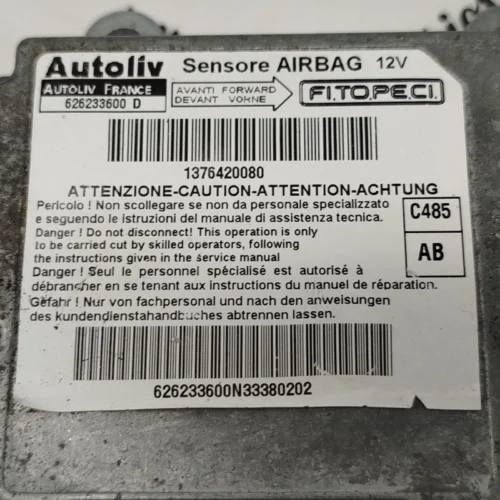 Autoliv Sensore AIRBAG 12V
AUTOLIV FRANCE
626233600 D
AVANTI FORWARD
DEVANT VORNE
FI.TO.PE.CI.
1376420080
ATTENZIONE-CAUTION-ATTENTION-ACHTUNG
Pericolo ! Non scollegare se non da personale specializzato
e seguendo le istruzioni del manuale di assistenza tecnica.
Danger ! Do not disconnect! This operation is only
to be carried cut by skilled operators, following
the instructions given in the service manual
Danger ! Seul le personnel spécialisé est autorisé à
débrancher en se tenant aux instructions du manuel de réparation.
Gefahr ! Nur von fachpersonal und nach den anweisungen
des kundendienstahandbuches abtrennen lassen.
C485
AB
626233600N33380202